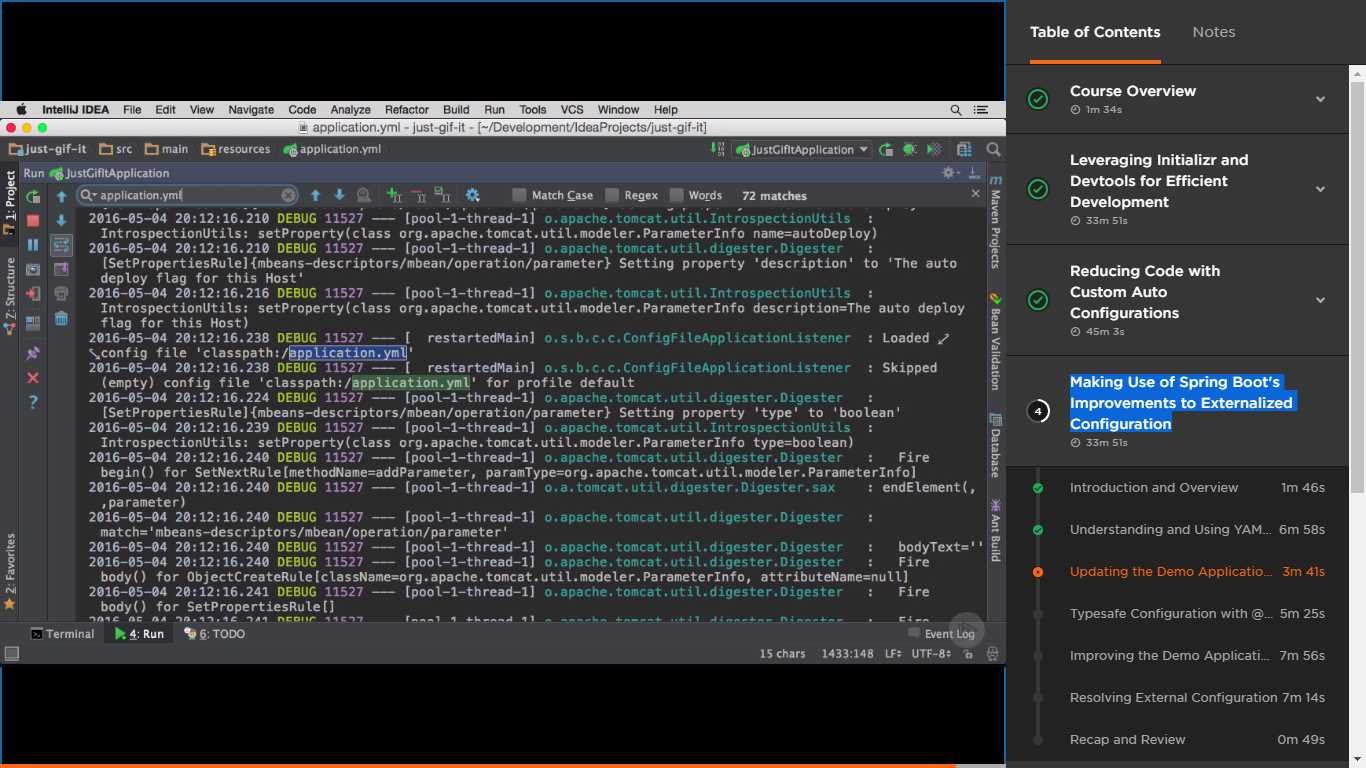 IntelliJ IDEA File Edit View Navigate Code Analyze Refactor Build Run Tools VCS Window Help
application.yml - just-gif-it - [~/Development/IdeaProjects/just-gif-it]
just-gif-it src main resources application.yml JustGifItApplication
Run JustGifItApplication
application.yml Match Case Regex Words 72 matches
1: Project
Z: Structure
2: Favorites
2016-05-04 20:12:16.210 DEBUG 11527 --- [pool-1-thread-1] o.apache.tomcat.util.IntrospectionUtils :
IntrospectionUtils: setProperty(class org.apache.tomcat.util.modeler.ParameterInfo name=autoDeploy)
2016-05-04 20:12:16.210 DEBUG 11527 --- [pool-1-thread-1] o.apache.tomcat.util.digester.Digester :
[SetPropertiesRule]{mbeans-descriptors/mbean/operation/parameter} Setting property 'description' to 'The auto
deploy flag for this Host'
2016-05-04 20:12:16.216 DEBUG 11527 --- [pool-1-thread-1] o.apache.tomcat.util.IntrospectionUtils :
IntrospectionUtils: setProperty(class org.apache.tomcat.util.modeler.ParameterInfo description=The auto deploy
flag for this Host)
2016-05-04 20:12:16.238 DEBUG 11527 --- [ restartedMain] o.s.b.c.c.ConfigFileApplicationListener : Loaded
config file 'classpath:/application.yml'
2016-05-04 20:12:16.238 DEBUG 11527 --- [ restartedMain] o.s.b.c.c.ConfigFileApplicationListener : Skipped
(empty) config file 'classpath:/application.yml' for profile default
2016-05-04 20:12:16.224 DEBUG 11527 --- [pool-1-thread-1] o.apache.tomcat.util.digester.Digester :
[SetPropertiesRule]{mbeans-descriptors/mbean/operation/parameter} Setting property 'type' to 'boolean'
2016-05-04 20:12:16.239 DEBUG 11527 --- [pool-1-thread-1] o.apache.tomcat.util.IntrospectionUtils :
IntrospectionUtils: setProperty(class org.apache.tomcat.util.modeler.ParameterInfo type=boolean)
2016-05-04 20:12:16.240 DEBUG 11527 --- [pool-1-thread-1] o.apache.tomcat.util.digester.Digester : Fire
begin() for SetNextRule[methodName=addParameter, paramType=org.apache.tomcat.util.modeler.ParameterInfo]
2016-05-04 20:12:16.240 DEBUG 11527 --- [pool-1-thread-1] o.a.tomcat.util.digester.Digester.sax : endElement(,
,parameter)
2016-05-04 20:12:16.240 DEBUG 11527 --- [pool-1-thread-1] o.apache.tomcat.util.digester.Digester :
match='mbeans-descriptors/mbean/operation/parameter'
2016-05-04 20:12:16.240 DEBUG 11527 --- [pool-1-thread-1] o.apache.tomcat.util.digester.Digester : bodyText=''
2016-05-04 20:12:16.240 DEBUG 11527 --- [pool-1-thread-1] o.apache.tomcat.util.digester.Digester : Fire
body() for ObjectCreateRule[className=org.apache.tomcat.util.modeler.ParameterInfo, attributeName=null]
2016-05-04 20:12:16.241 DEBUG 11527 --- [pool-1-thread-1] o.apache.tomcat.util.digester.Digester : Fire
body() for SetPropertiesRule[]
2016-05-04 20:12:16.241 DEBUG 11527 --- [pool-1-thread-1] o.apache.tomcat.util.digester.Digester : Fire
Maven Projects
Bean Validation
Database
Ant Build
Terminal 4: Run 6: TODO Event Log
15 chars 1433:148 LF UTF-8
Table of Contents Notes
Course Overview
1m 34s
Leveraging Initializr and
Devtools for Efficient
Development
33m 51s
Reducing Code with
Custom Auto
Configurations
45m 3s
4
Making Use of Spring Boot's
Improvements to Externalized
Configuration
33m 51s
Introduction and Overview 1m 46s
Understanding and Using YAM... 6m 58s
Updating the Demo Applicatio... 3m 41s
Typesafe Configuration with @... 5m 25s
Improving the Demo Applicati... 7m 56s
Resolving External Configuration 7m 14s
Recap and Review 0m 49s